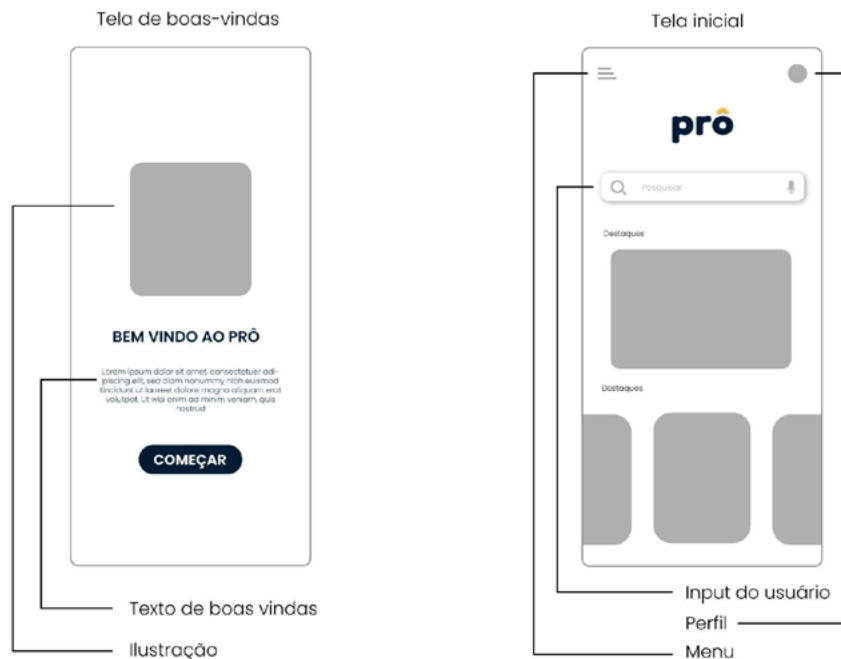 Tela de boas-vindas
BEM VINDO AO PRÔ
Lorem ipsum dolor sit amet, consectetuer adi-
piscing elit, sed diam nonummy nibh euismod
tincidunt ut laoreet dolore magna aliquam erat
volutpat. Ut wisi enim ad minim veniam, quis
nostrud
COMEÇAR
Texto de boas vindas
Ilustração
Tela inicial
prô
Pesquisar
Destaques
Destaques
Input do usuário
Perfil
Menu